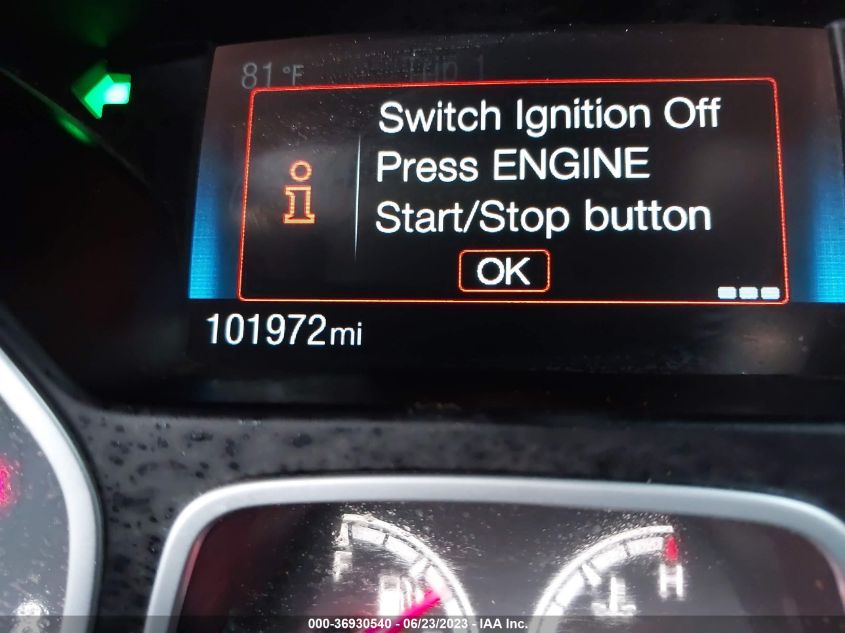 81°F
Switch Ignition Off
Press ENGINE
Start/Stop button
OK
101972mi
F
H
000-36930540 - 06/23/2023 - IAA Inc.